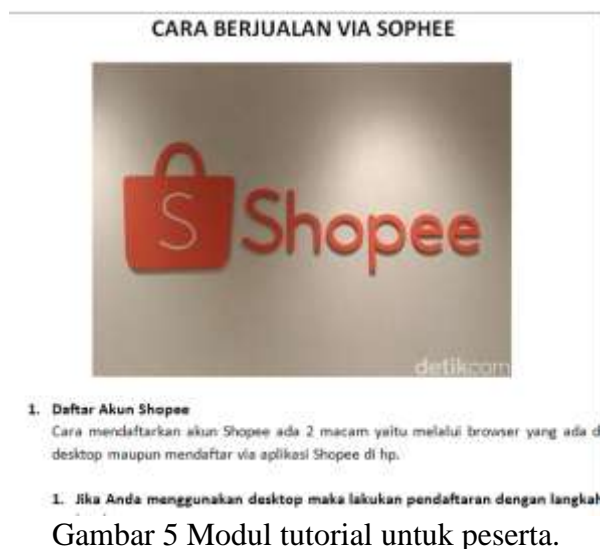 CARA BERJUALAN VIA SOPHEE
S Shopee
detikcom
1. Daftar Akun Shopee
Cara mendaftarkan akun Shopee ada 2 macam yaitu melalui browser yang ada d
desktop maupun mendaftar via aplikasi Shopee di hp.
1. Jika Anda menggunakan desktop maka lakukan pendaftaran dengan langkah
Gambar 5 Modul tutorial untuk peserta.